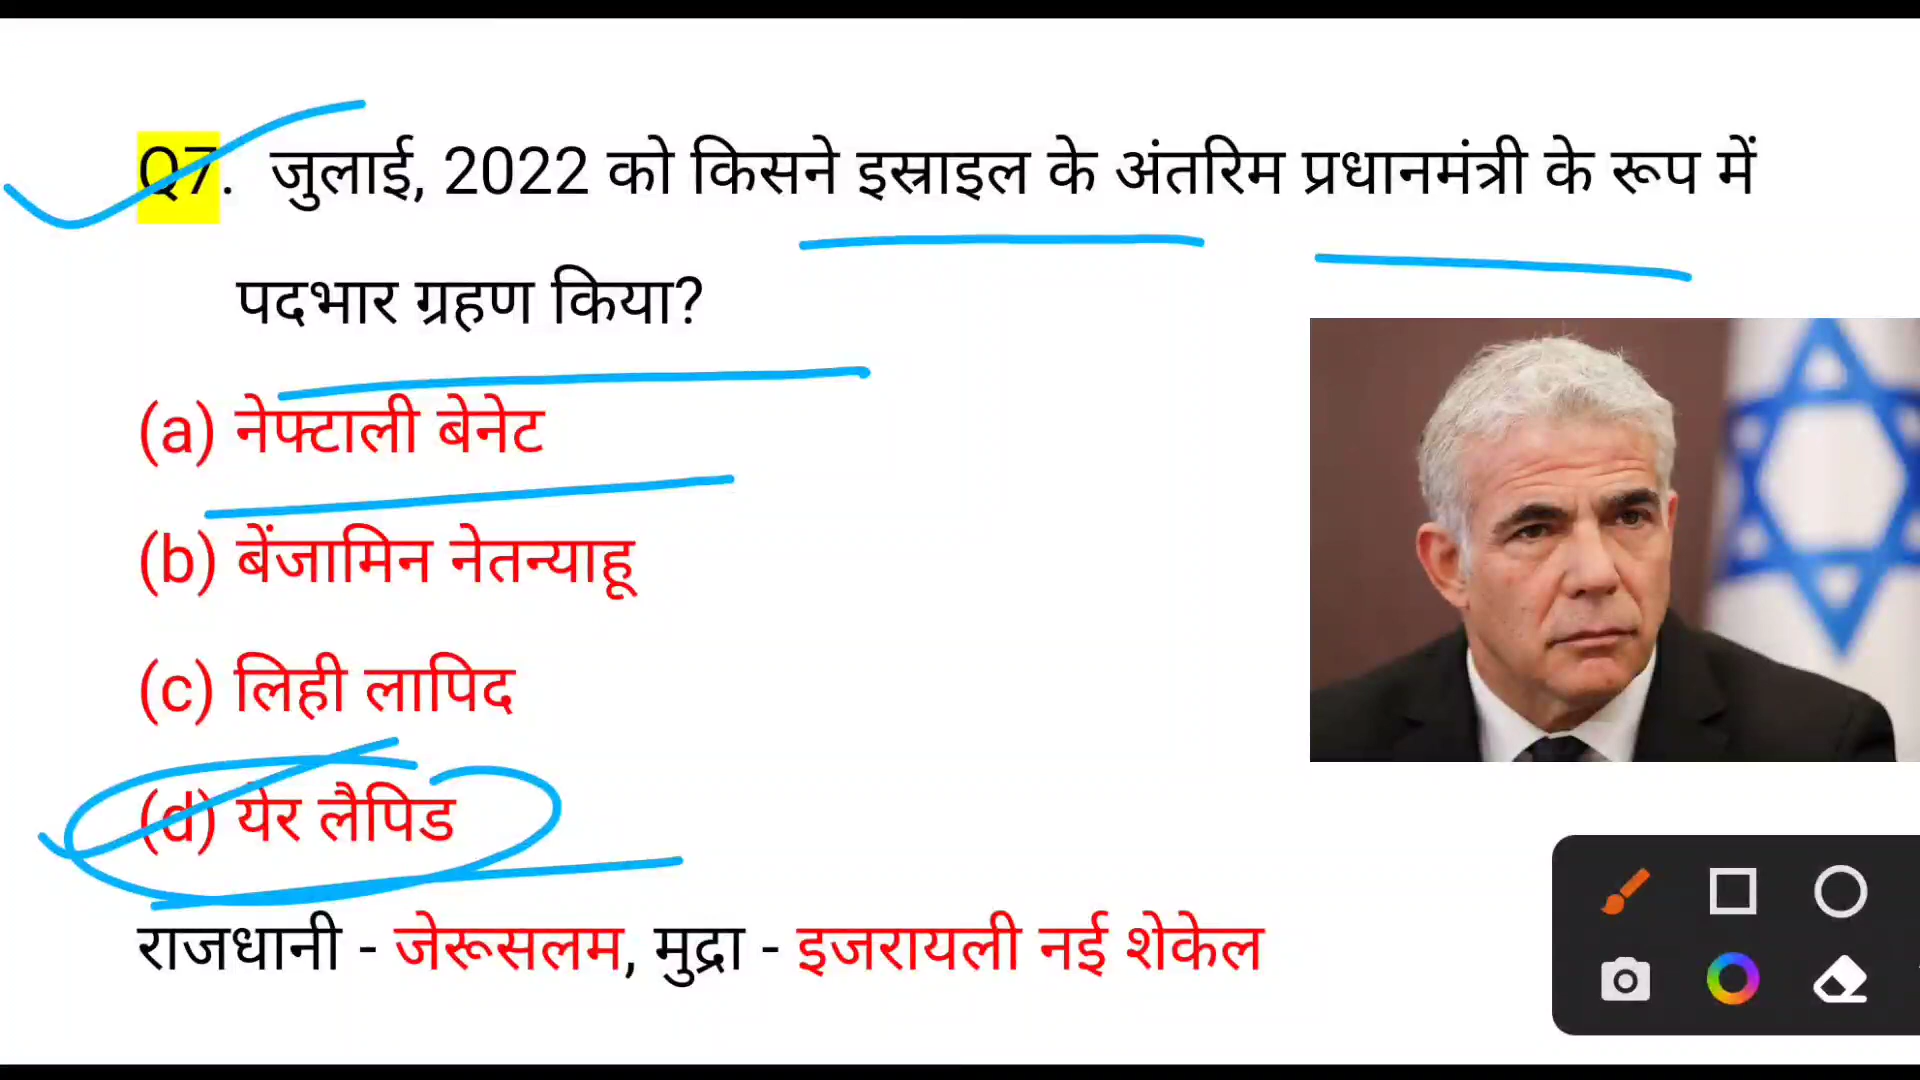 Q7. जुलाई, 2022 को किसने इस्राइल के अंतरिम प्रधानमंत्री के रूप में
पदभार ग्रहण किया?
(a) नेफ्टाली बेनेट
(b) बेंजामिन नेतन्याहू
(c) लिही लापिद
(d) येर लैपिड
राजधानी - जेरूसलम, मुद्रा - इजरायली नई शेकेल